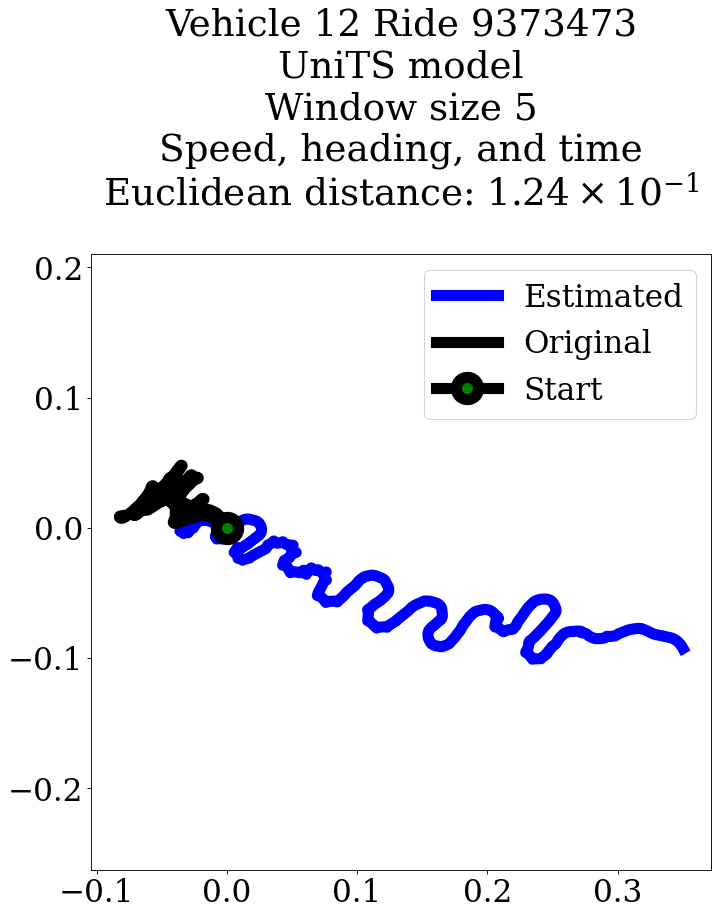 Vehicle 12 Ride 9373473
UniTS model
Window size 5
Speed, heading, and time
Euclidean distance: 1.24 × 10⁻¹
Estimated
Original
Start
0.2
0.1
0.0
−0.1
−0.2
−0.1 0.0 0.1 0.2 0.3